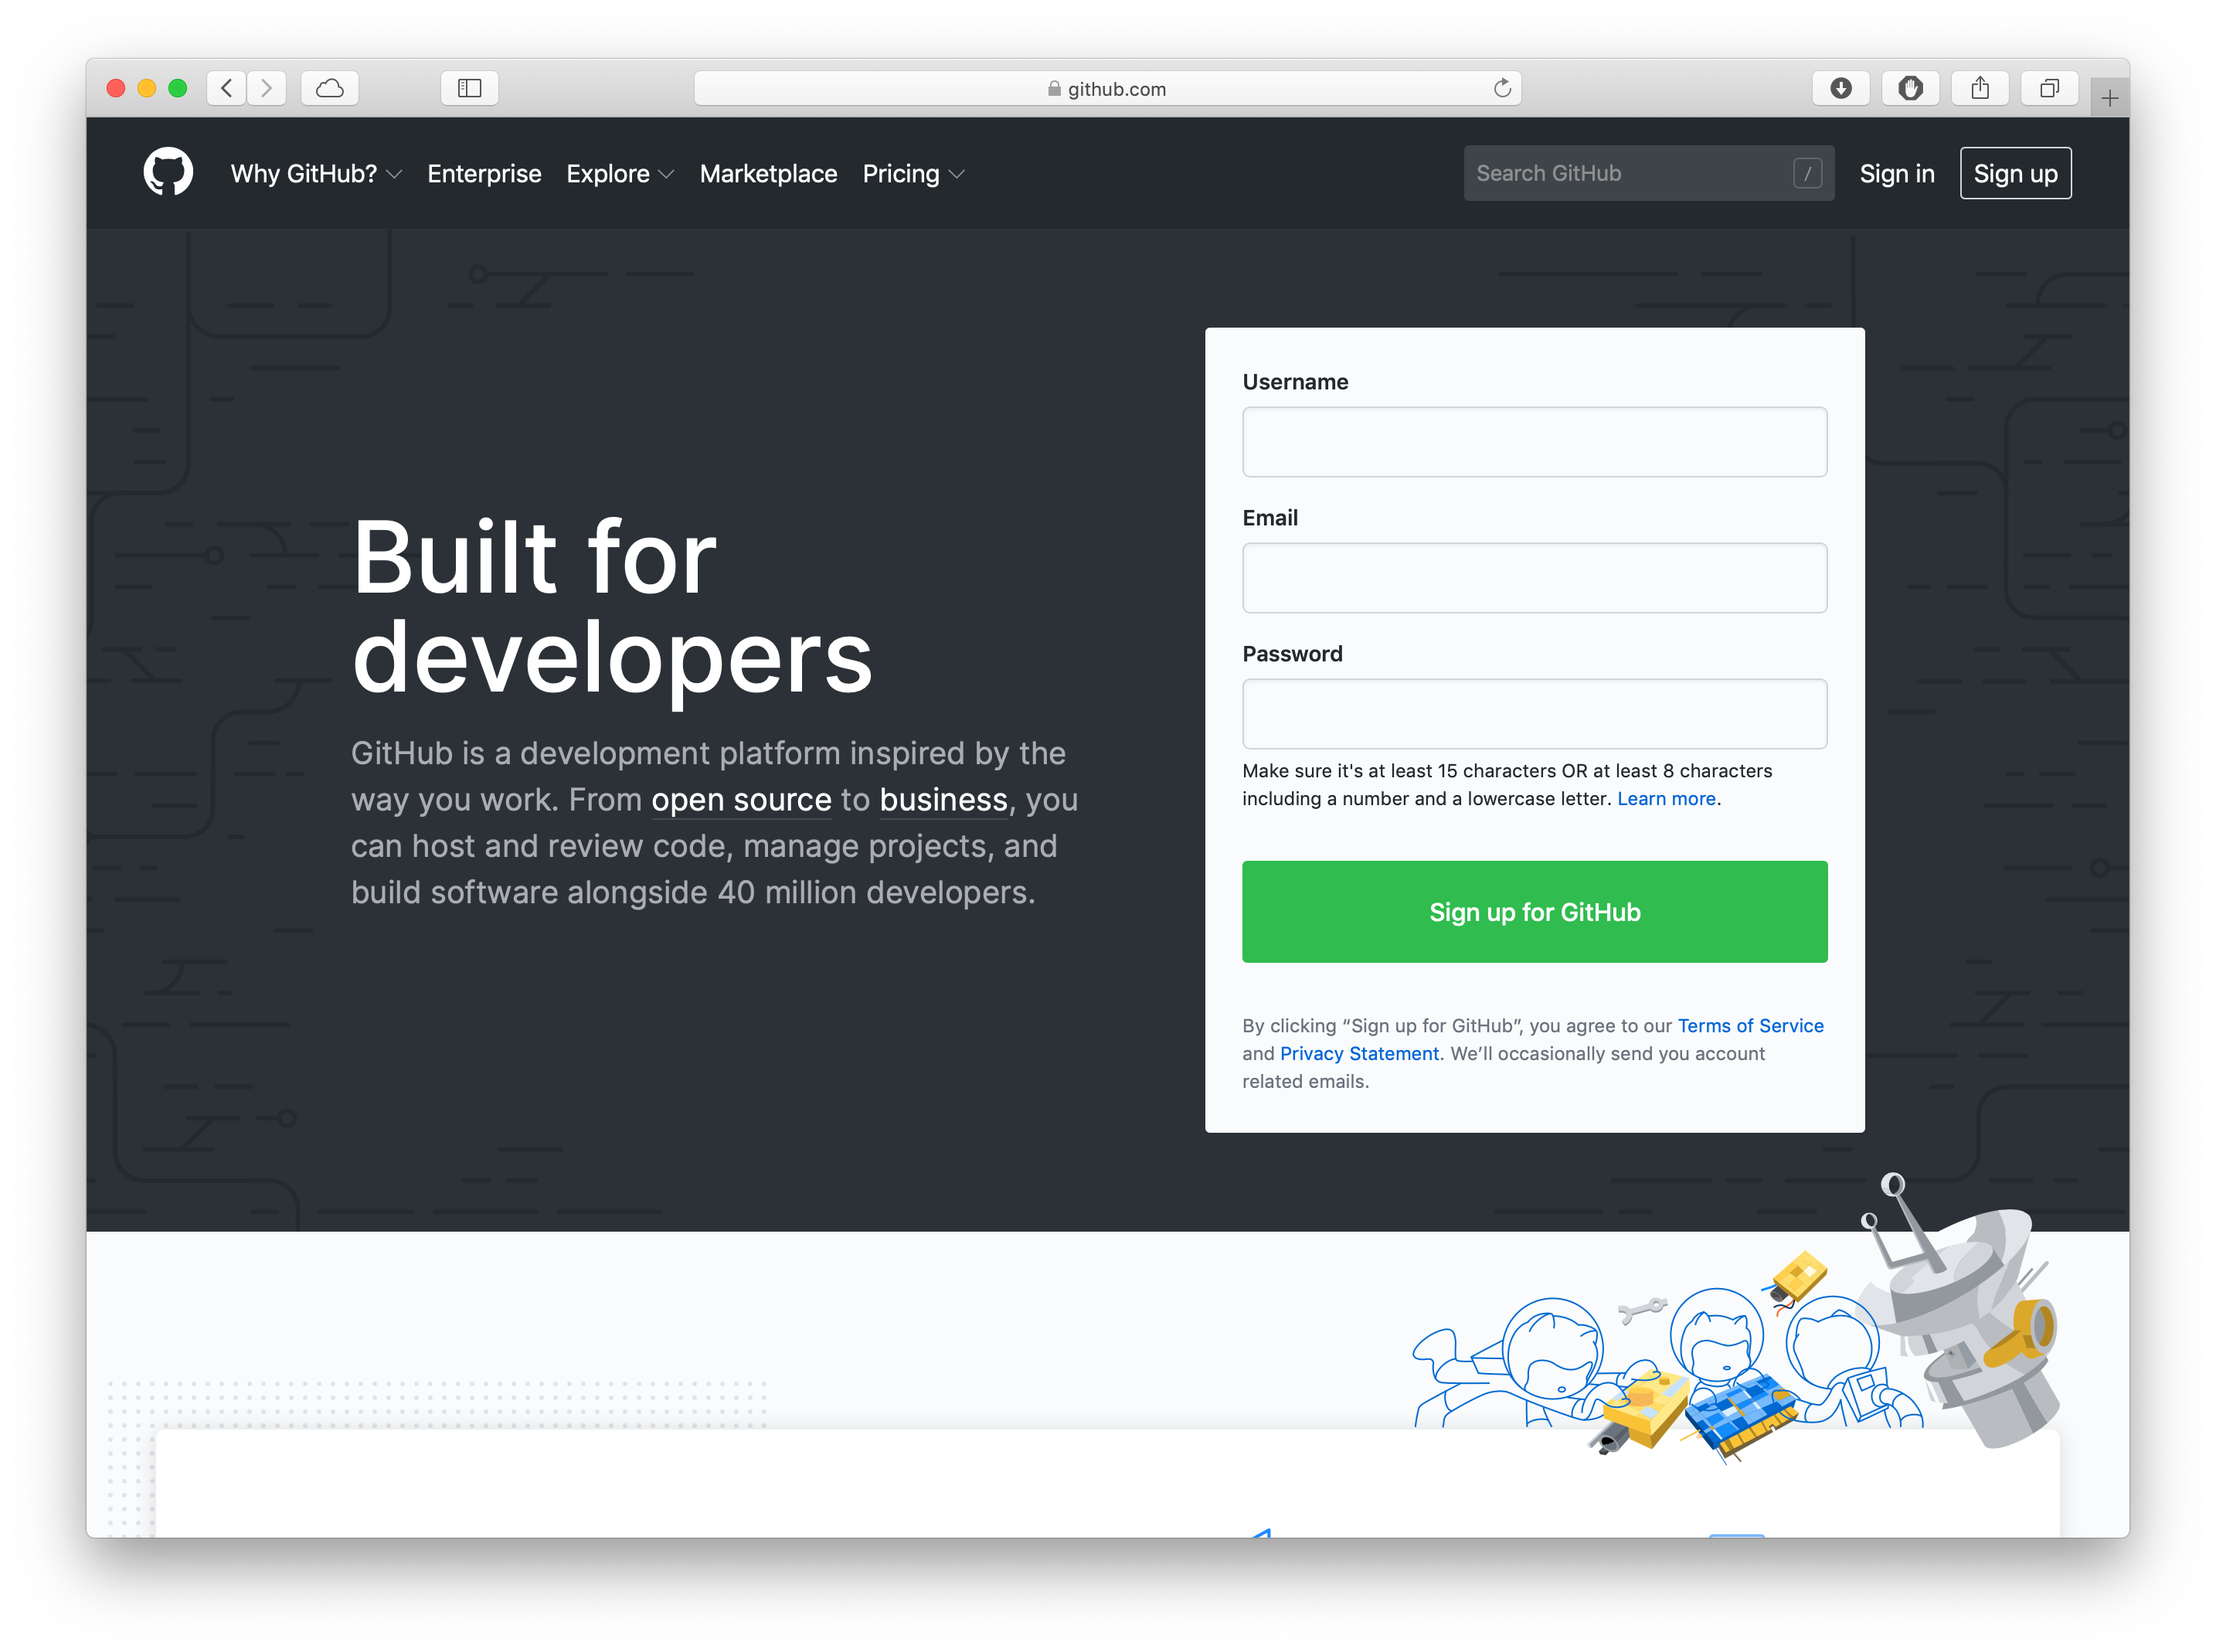 github.com
Why GitHub? Enterprise Explore Marketplace Pricing
Search GitHub /
Sign in
Sign up
Built for
developers
GitHub is a development platform inspired by the
way you work. From open source to business, you
can host and review code, manage projects, and
build software alongside 40 million developers.
Username
Email
Password
Make sure it's at least 15 characters OR at least 8 characters
including a number and a lowercase letter. Learn more.
Sign up for GitHub
By clicking “Sign up for GitHub”, you agree to our Terms of Service
and Privacy Statement. We’ll occasionally send you account
related emails.